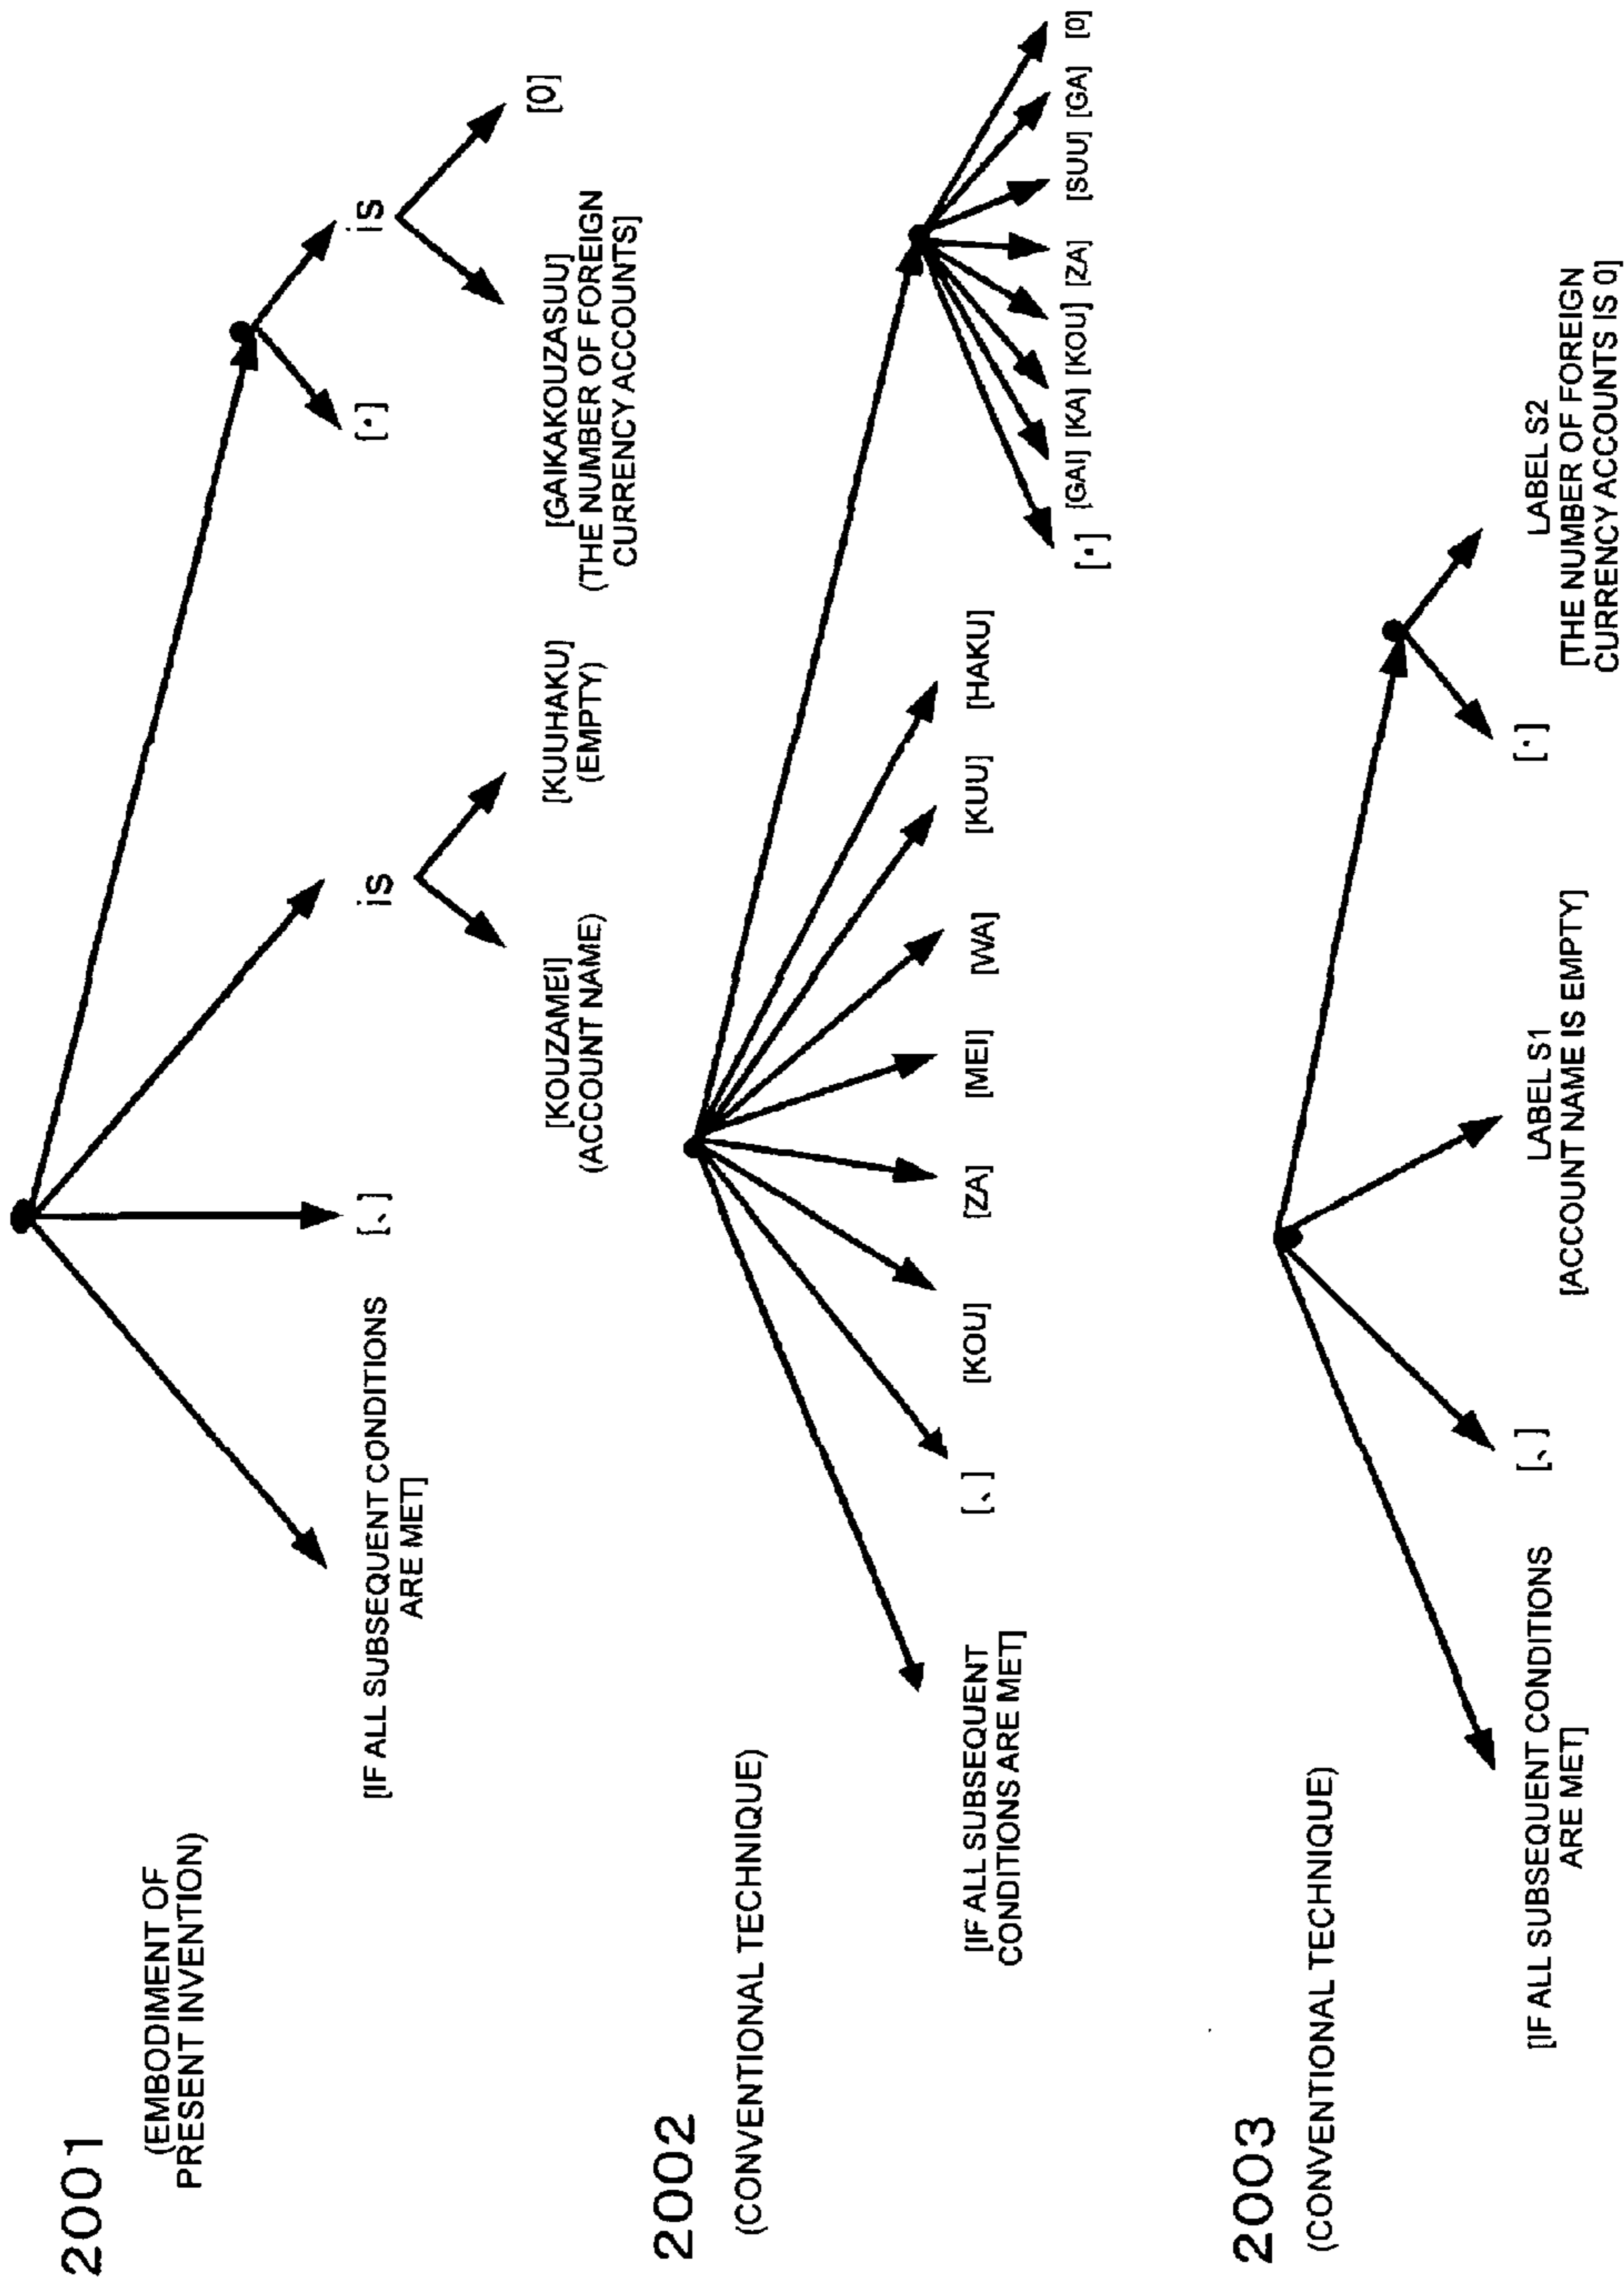 2001
(EMBODIMENT OF
PRESENT INVENTION)
[IF ALL SUBSEQUENT CONDITIONS
ARE MET]
[、]
is
[KOUZAMEI]
(ACCOUNT NAME)
[KUUHAKU]
(EMPTY)
[・]
is
[GAIKAKOUZASUU]
(THE NUMBER OF FOREIGN
CURRENCY ACCOUNTS]
[0]
2002
(CONVENTIONAL TECHNIQUE)
[IF ALL SUBSEQUENT
CONDITIONS ARE MET]
[、]
[KOU]
[ZA]
[MEI]
[WA]
[KUU]
[HAKU]
[・]
[GAI] [KA] [KOU] [ZA] [SUU] [GA] [0]
2003
(CONVENTIONAL TECHNIQUE)
[IF ALL SUBSEQUENT CONDITIONS
ARE MET]
[、]
LABEL S1
[ACCOUNT NAME IS EMPTY]
[・]
LABEL S2
[THE NUMBER OF FOREIGN
CURRENCY ACCOUNTS IS 0]